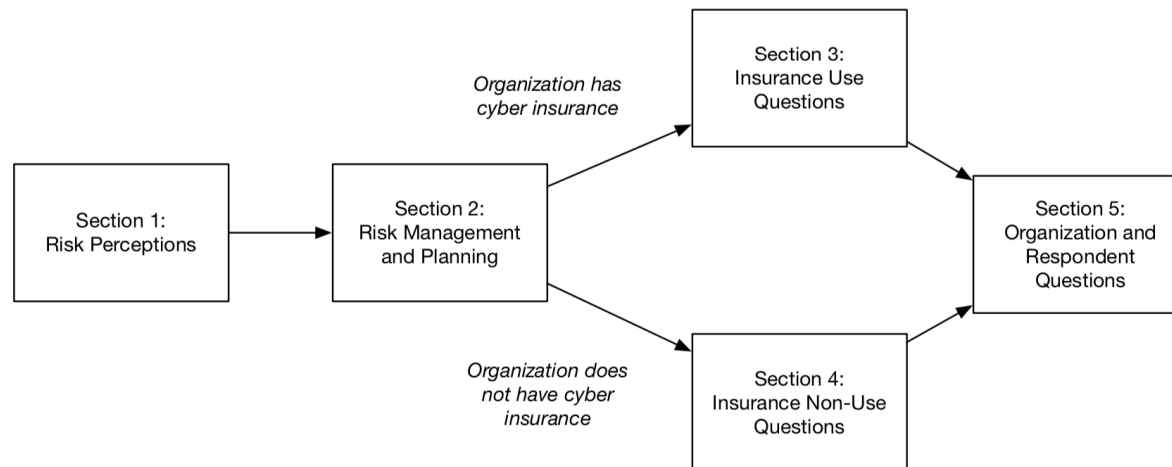 Section 1:
Risk Perceptions
Section 2:
Risk Management
and Planning
Organization has
cyber insurance
Section 3:
Insurance Use
Questions
Organization does
not have cyber
insurance
Section 4:
Insurance Non-Use
Questions
Section 5:
Organization and
Respondent
Questions